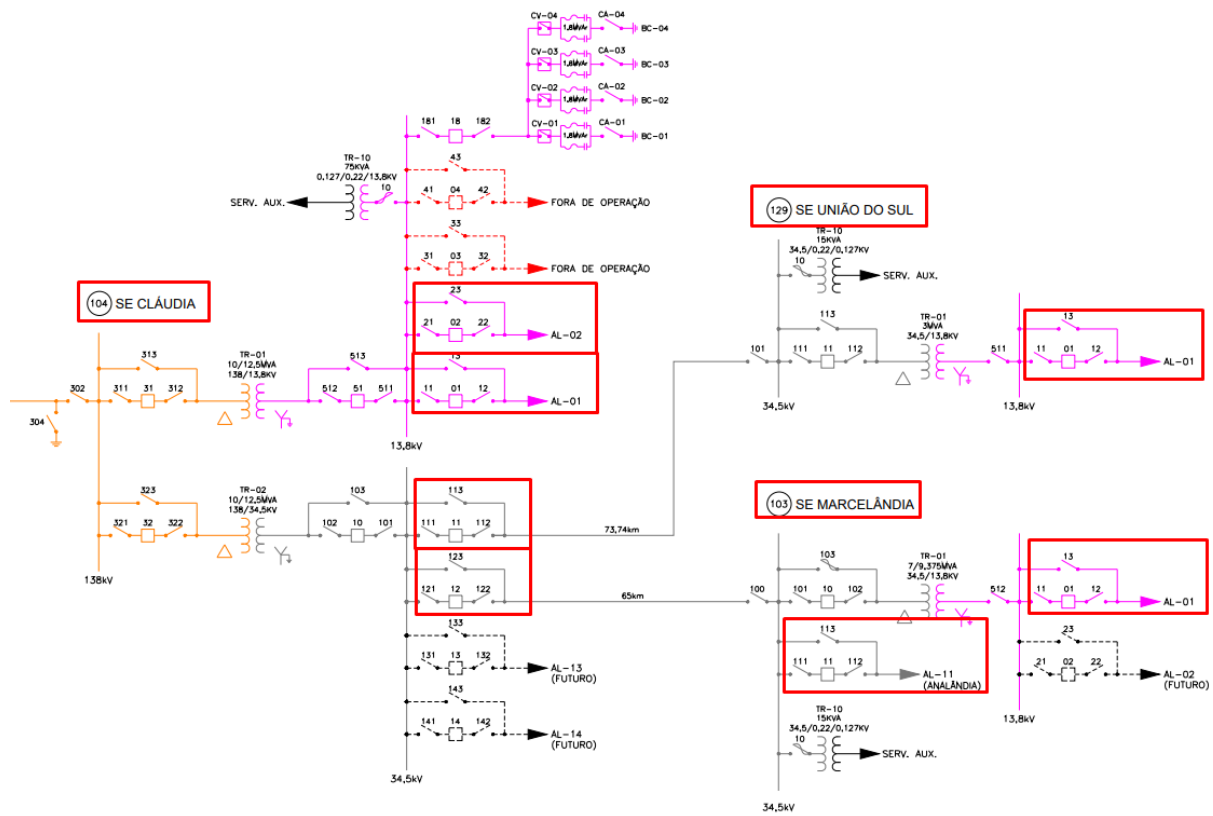 CV-04
CA-04
1,8MVAr
BC-04
CV-03
CA-03
1,8MVAr
BC-03
CV-02
CA-02
1,8MVAr
BC-02
181
18
182
CV-01
CA-01
1,8MVAr
BC-01
TR-10
75KVA
0,127/0,22/13,8KV
10
SERV. AUX.
43
41
04
42
FORA DE OPERAÇÃO
33
31
03
32
FORA DE OPERAÇÃO
23
21
02
22
AL-02
13
11
01
12
AL-01
13,8kV
104 SE CLÁUDIA
302
304
313
311
31
312
TR-01
10/12,5MVA
138/13,8KV
513
512
51
511
323
321
32
322
138kV
TR-02
10/12,5MVA
138/34,5KV
103
102
10
101
113
111
11
112
73,74km
123
121
12
122
65km
133
131
13
132
AL-13
(FUTURO)
143
141
14
142
AL-14
(FUTURO)
34,5kV
129 SE UNIÃO DO SUL
TR-10
15KVA
34,5/0,22/0,127KV
10
SERV. AUX.
101
113
111
11
112
TR-01
3MVA
34,5/13,8KV
511
13
11
01
12
AL-01
34,5kV
13,8kV
103 SE MARCELÂNDIA
100
103
101
10
102
TR-01
7/9,375MVA
34,5/13,8KV
512
13
11
01
12
AL-01
113
111
11
112
AL-11
(ANALÂNDIA)
23
21
02
22
AL-02
(FUTURO)
13,8kV
TR-10
15KVA
34,5/0,22/0,127KV
10
SERV. AUX.
34,5kV